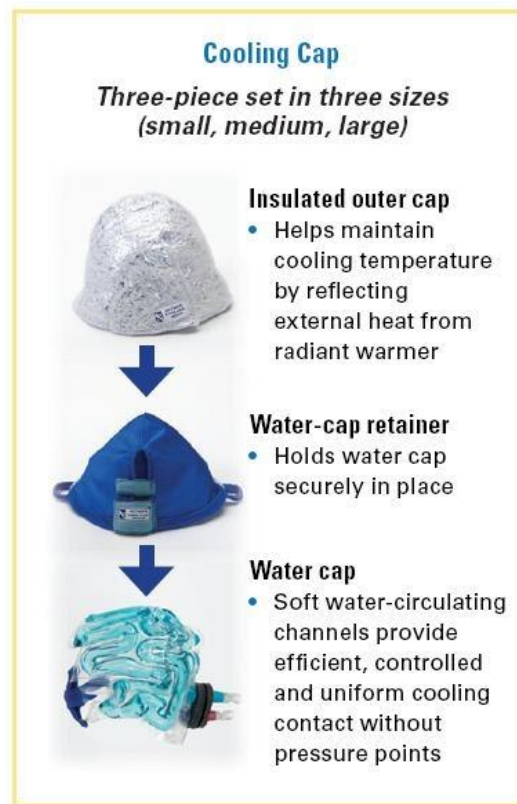 Cooling Cap
Three-piece set in three sizes
(small, medium, large)
Insulated outer cap
• Helps maintain
cooling temperature
by reflecting
external heat from
radiant warmer
Water-cap retainer
• Holds water cap
securely in place
Water cap
• Soft water-circulating
channels provide
efficient, controlled
and uniform cooling
contact without
pressure points